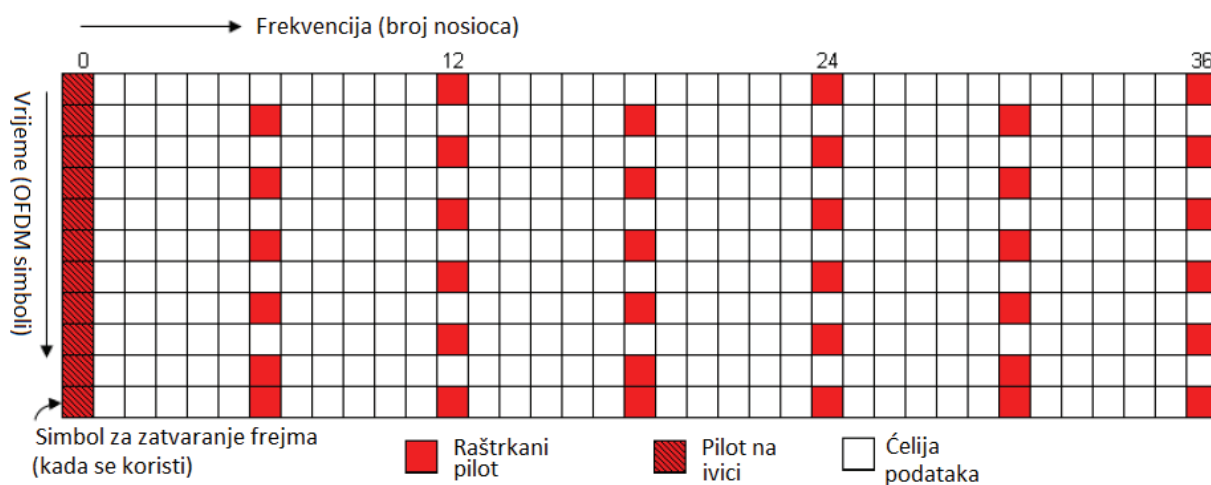 Frekvencija (broj nosioca)
0 12 24 36
Vrijeme (OFDM simboli)
Simbol za zatvaranje frejma
(kada se koristi)
Raštrkani
pilot
Pilot na
ivici
Ćelija
podataka